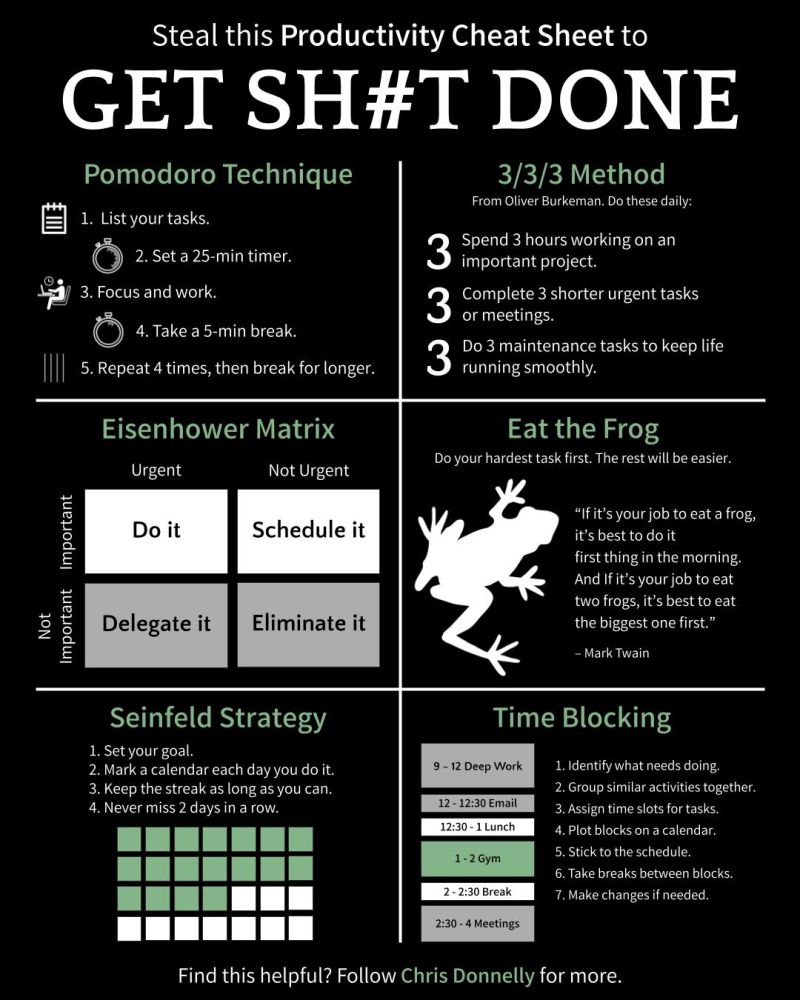 Steal this Productivity Cheat Sheet to
GET SH#T DONE
Pomodoro Technique
1. List your tasks.
2. Set a 25-min timer.
3. Focus and work.
4. Take a 5-min break.
5. Repeat 4 times, then break for longer.
3/3/3 Method
From Oliver Burkeman. Do these daily:
3 Spend 3 hours working on an
important project.
3 Complete 3 shorter urgent tasks
or meetings.
3 Do 3 maintenance tasks to keep life
running smoothly.
Eisenhower Matrix
Urgent
Not Urgent
Important
Do it
Schedule it
Not
Important
Delegate it
Eliminate it
Eat the Frog
Do your hardest task first. The rest will be easier.
“If it’s your job to eat a frog,
it’s best to do it
first thing in the morning.
And If it’s your job to eat
two frogs, it’s best to eat
the biggest one first.”
– Mark Twain
Seinfeld Strategy
1. Set your goal.
2. Mark a calendar each day you do it.
3. Keep the streak as long as you can.
4. Never miss 2 days in a row.
Time Blocking
9 – 12 Deep Work
12 - 12:30 Email
12:30 - 1 Lunch
1 - 2 Gym
2 - 2:30 Break
2:30 - 4 Meetings
1. Identify what needs doing.
2. Group similar activities together.
3. Assign time slots for tasks.
4. Plot blocks on a calendar.
5. Stick to the schedule.
6. Take breaks between blocks.
7. Make changes if needed.
Find this helpful? Follow Chris Donnelly for more.